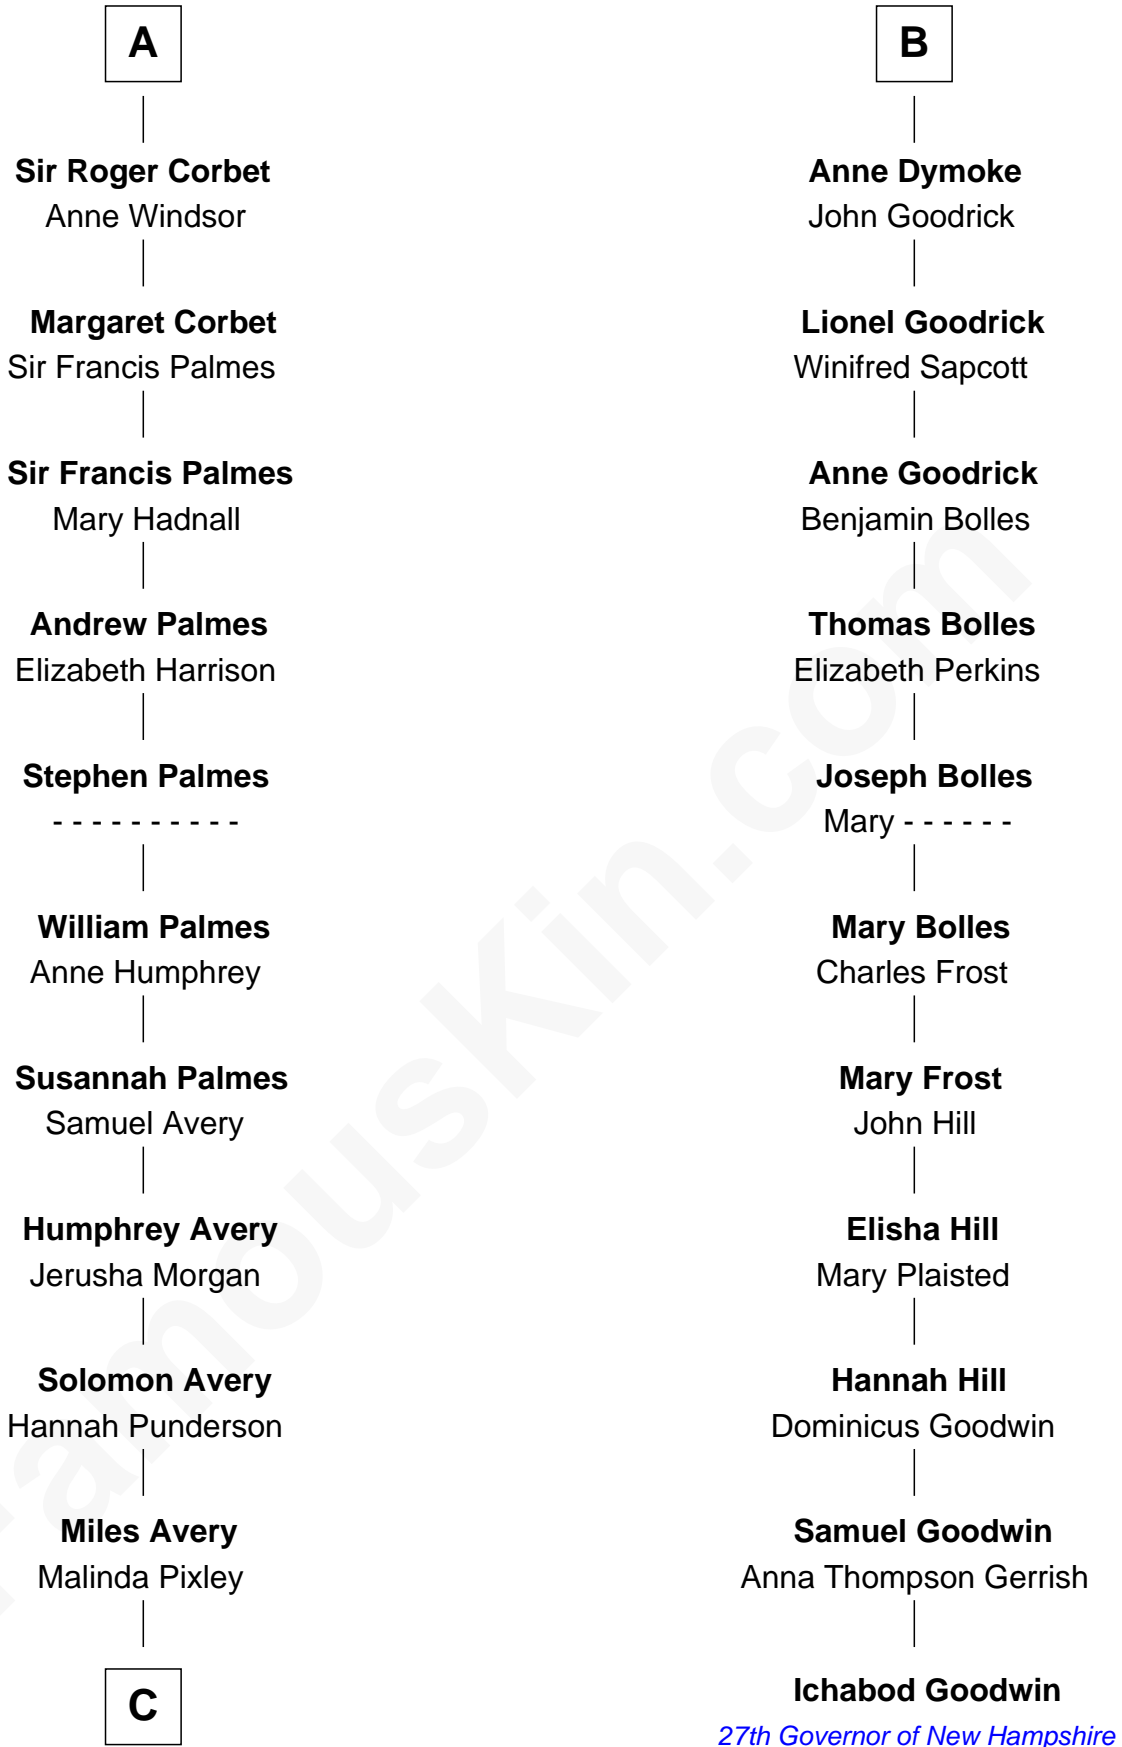 A
Sir Roger Corbet
Anne Windsor
Margaret Corbet
Sir Francis Palmes
Sir Francis Palmes
Mary Hadnall
Andrew Palmes
Elizabeth Harrison
Stephen Palmes
- - - - - - - - - -
William Palmes
Anne Humphrey
Susannah Palmes
Samuel Avery
Humphrey Avery
Jerusha Morgan
Solomon Avery
Hannah Punderson
Miles Avery
Malinda Pixley
C
B
Anne Dymoke
John Goodrick
Lionel Goodrick
Winifred Sapcott
Anne Goodrick
Benjamin Bolles
Thomas Bolles
Elizabeth Perkins
Joseph Bolles
Mary - - - - - -
Mary Bolles
Charles Frost
Mary Frost
John Hill
Elisha Hill
Mary Plaisted
Hannah Hill
Dominicus Goodwin
Samuel Goodwin
Anna Thompson Gerrish
Ichabod Goodwin
27th Governor of New Hampshire
FamousKin.com